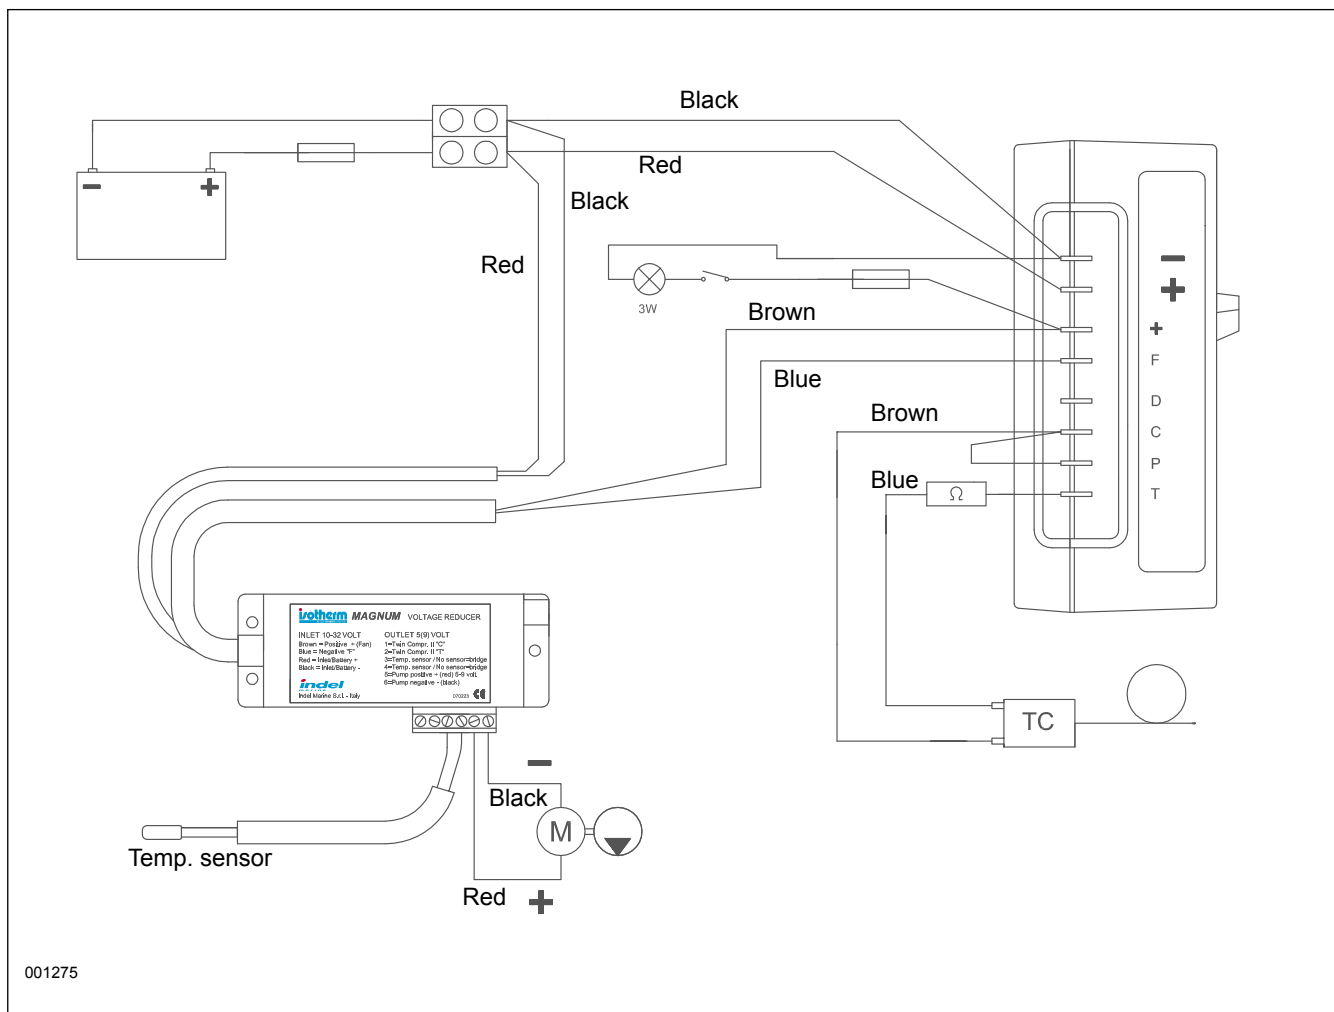 Black
Red
Black
Red
3W
Brown
Blue
Brown
Blue
Ω
− +
−
+
+
F
D
C
P
T
isotherm MAGNUM VOLTAGE REDUCER
INLET 10-32 VOLT
Brown = Positive + (Fan)
Blue = Negative "F"
Red = Inlet/Battery +
Black = Inlet/Battery -
OUTLET 5(9) VOLT
1=Twin Compr. II "C"
2=Twin Compr. II "T"
3=Temp. sensor / No sensor=bridge
4=Temp. sensor / No sensor=bridge
5=Pump positive + (red) 5-9 volt.
6=Pump negative - (black)
indel
Indel Marine S.r.l. - Italy
070223 CE
TC
−
Black
M
Temp. sensor
Red +
001275